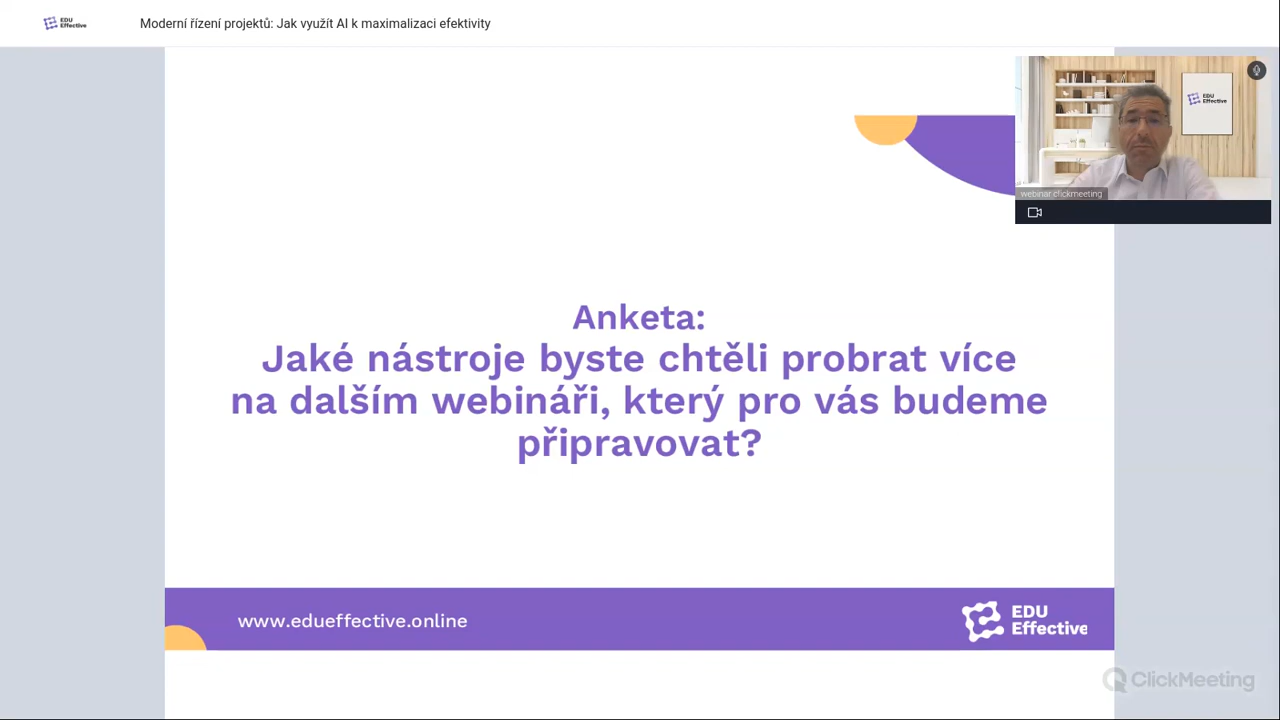 EDU
Effective
Moderní řízení projektů: Jak využít AI k maximalizaci efektivity
EDU
Effective
webinar clickmeeting
Anketa:
Jaké nástroje byste chtěli probrat více
na dalším webináři, který pro vás budeme
připravovat?
www.edueffective.online
EDU
Effective
ClickMeeting